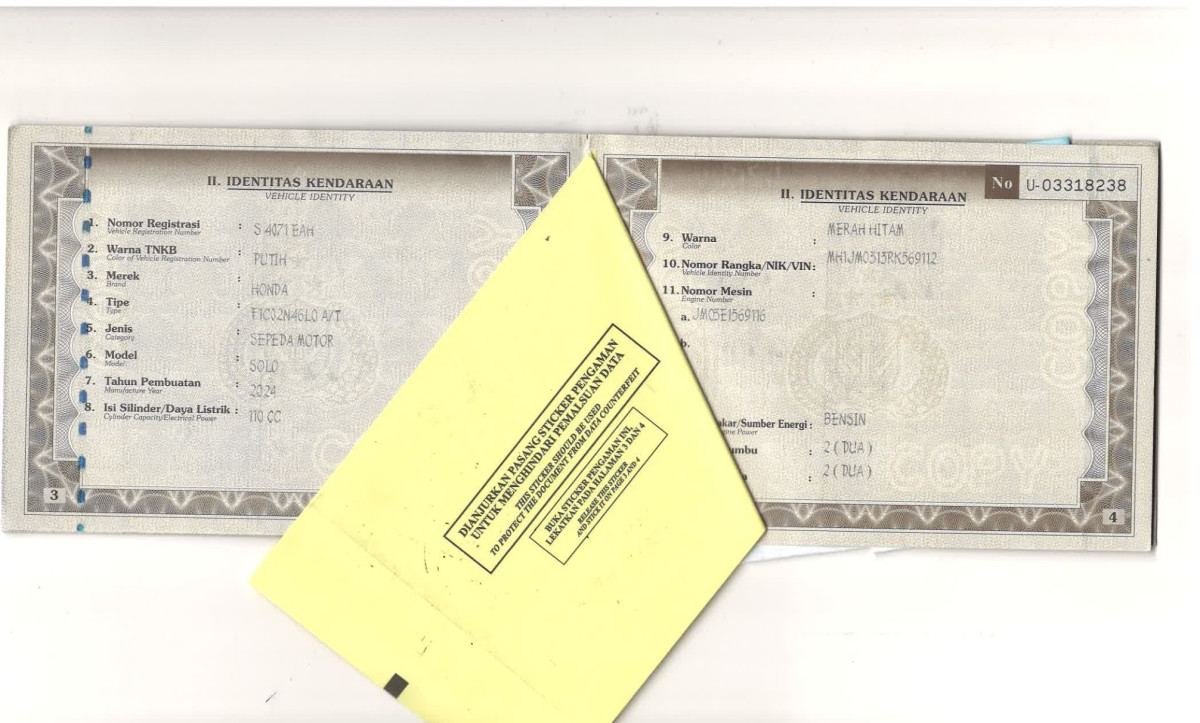 II. IDENTITAS KENDARAAN
VEHICLE IDENTITY
1. Nomor Registrasi : S 4071 EAH
Vehicle Registration Number
2. Warna TNKB : PUTIH
Color of Vehicle Registration Number
3. Merek : HONDA
Brand
4. Tipe : F1C02N46L0 A/T
Type
5. Jenis : SEPEDA MOTOR
Category
6. Model : SOLO
Model
7. Tahun Pembuatan : 2024
Manufacture Year
8. Isi Silinder/Daya Listrik : 110 CC
Cylinder Capacity/Electrical Power
3
No U-03318238
II. IDENTITAS KENDARAAN
VEHICLE IDENTITY
9. Warna : MERAH HITAM
Color
10. Nomor Rangka/NIK/VIN: MH1JM0313RK569112
Vehicle Identity Number
11. Nomor Mesin :
Engine Number
a. JM03E1569116
b.
akar/Sumber Energi : BENSIN
ine Power
umbu : 2 ( DUA )
: 2 ( DUA )
4
DIANJURKAN PASANG STICKER PENGAMAN
UNTUK MENGHINDARI PEMALSUAN DATA
THIS STICKER SHOULD BE USED
TO PROTECT THE DOCUMENT FROM DATA COUNTERFEIT
BUKA STICKER PENGAMAN INI,
LEKATKAN PADA HALAMAN 3 DAN 4
RELEASE THIS STICKER
AND STICK IT ON PAGE 3 AND 4